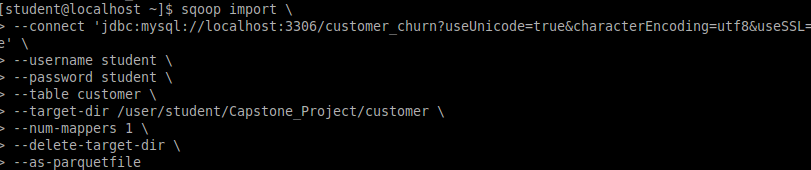 [student@localhost ~]$ sqoop import \
> --connect 'jdbc:mysql://localhost:3306/customer_churn?useUnicode=true&characterEncoding=utf8&useSSL=
e' \
> --username student \
> --password student \
> --table customer \
> --target-dir /user/student/Capstone_Project/customer \
> --num-mappers 1 \
> --delete-target-dir \
> --as-parquetfile